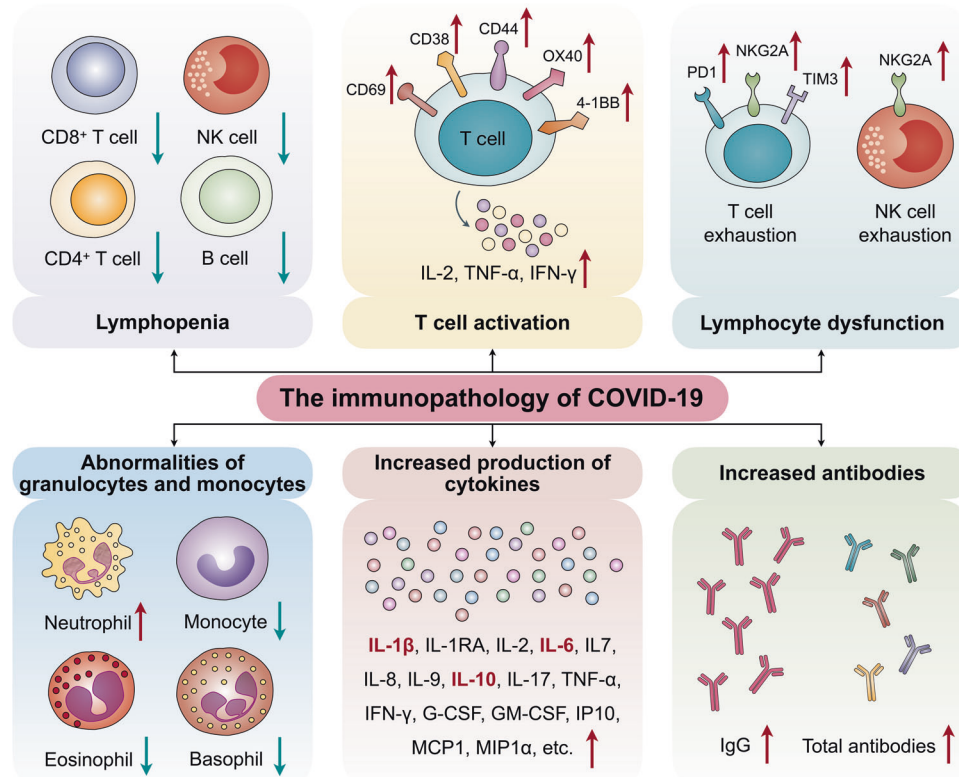 CD8⁺ T cell
NK cell
CD4⁺ T cell
B cell
Lymphopenia
CD69
CD38
CD44
OX40
4-1BB
T cell
IL-2, TNF-α, IFN-γ
T cell activation
PD1
NKG2A
TIM3
NKG2A
T cell
exhaustion
NK cell
exhaustion
Lymphocyte dysfunction
The immunopathology of COVID-19
Abnormalities of
granulocytes and monocytes
Neutrophil
Monocyte
Eosinophil
Basophil
Increased production of
cytokines
IL-1β, IL-1RA, IL-2, IL-6, IL7,
IL-8, IL-9, IL-10, IL-17, TNF-α,
IFN-γ, G-CSF, GM-CSF, IP10,
MCP1, MIP1α, etc.
Increased antibodies
IgG
Total antibodies